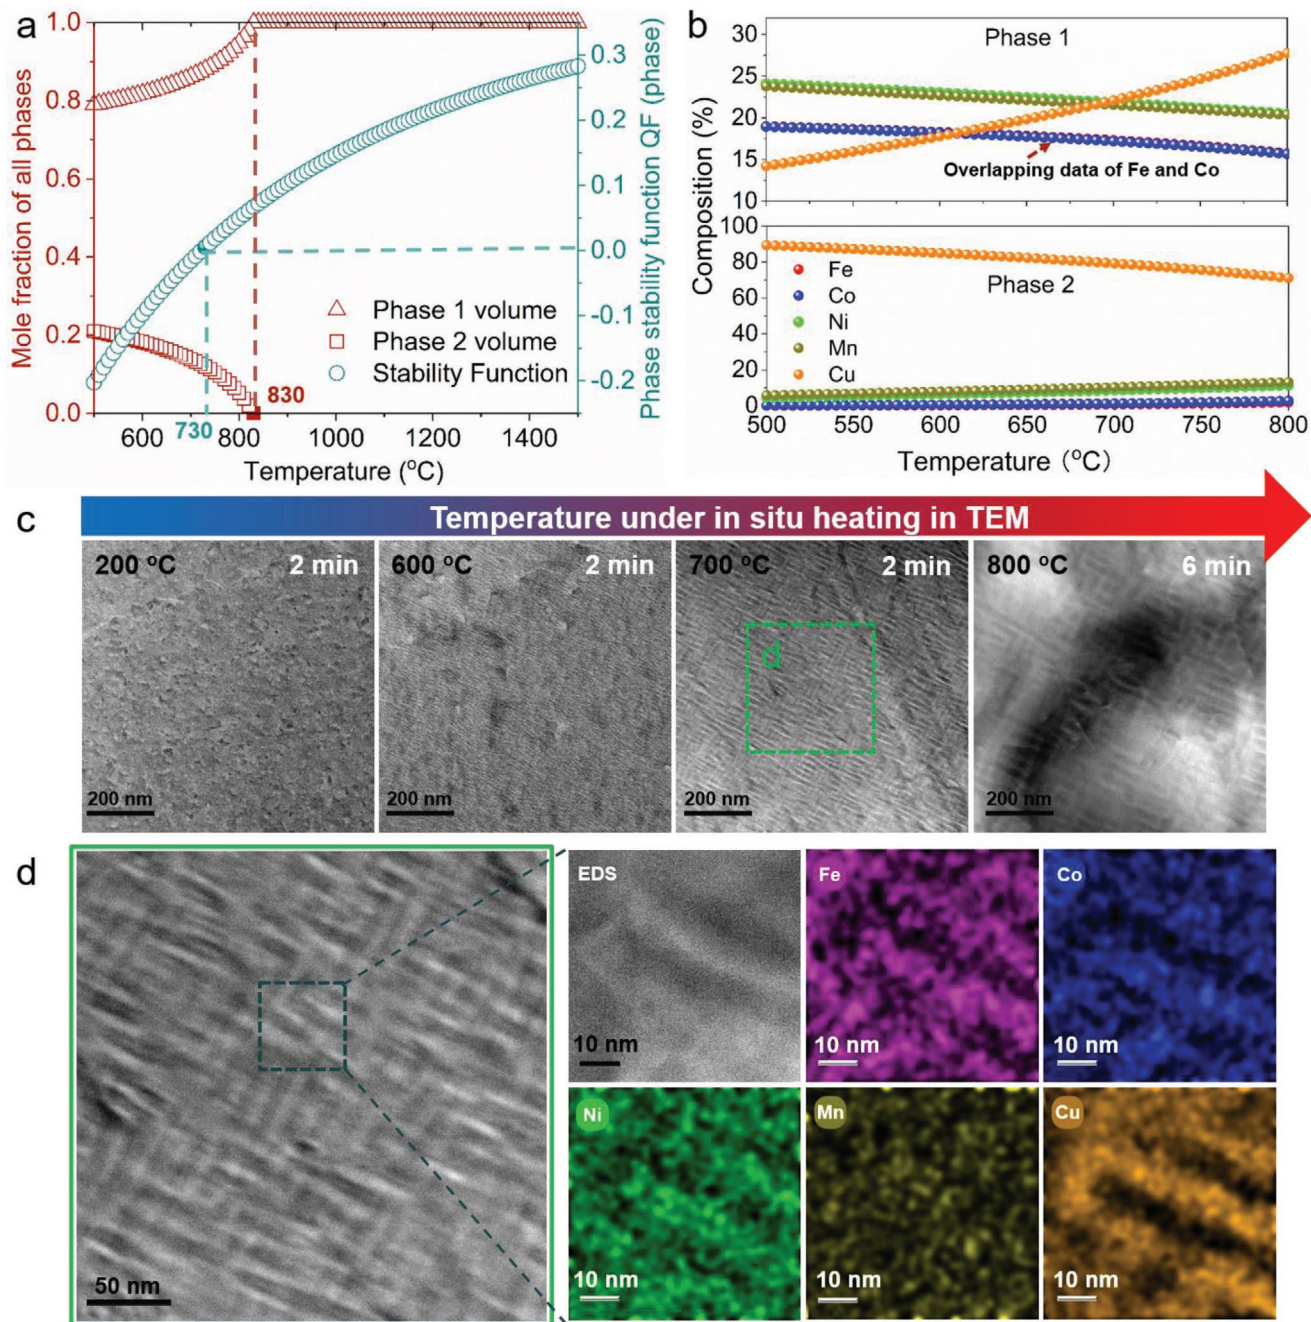 a
Mole fraction of all phases
1.0
0.8
0.6
0.4
0.2
0.0
Phase 1 volume
Phase 2 volume
Stability Function
830
730
600
800
1000
1200
1400
Temperature (°C)
0.3
0.2
0.1
0.0
-0.1
-0.2
Phase stability function QF (phase)
b
Composition (%)
30
25
20
15
10
Phase 1
Overlapping data of Fe and Co
100
80
60
40
20
0
Phase 2
Fe
Co
Ni
Mn
Cu
500
550
600
650
700
750
800
Temperature (°C)
c
Temperature under in situ heating in TEM
200 °C 2 min
200 nm
600 °C 2 min
200 nm
700 °C 2 min
d
200 nm
800 °C 6 min
200 nm
d
50 nm
EDS
10 nm
Fe
10 nm
Co
10 nm
Ni
10 nm
Mn
10 nm
Cu
10 nm